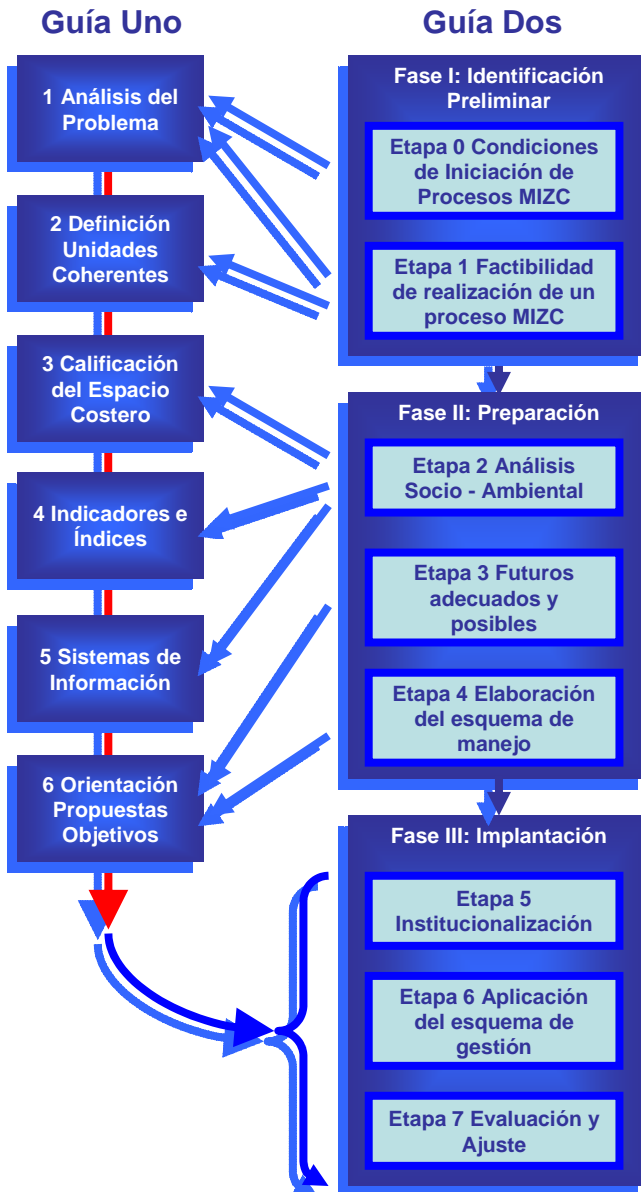 Guía Uno
1 Análisis del
Problema
2 Definición
Unidades
Coherentes
3 Calificación
del Espacio
Costero
4 Indicadores e
Índices
5 Sistemas de
Información
6 Orientación
Propuestas
Objetivos
Guía Dos
Fase I: Identificación
Preliminar
Etapa 0 Condiciones
de Iniciación de
Procesos MIZC
Etapa 1 Factibilidad
de realización de un
proceso MIZC
Fase II: Preparación
Etapa 2 Análisis
Socio - Ambiental
Etapa 3 Futuros
adecuados y
posibles
Etapa 4 Elaboración
del esquema de
manejo
Fase III: Implantación
Etapa 5
Institucionalización
Etapa 6 Aplicación
del esquema de
gestión
Etapa 7 Evaluación y
Ajuste